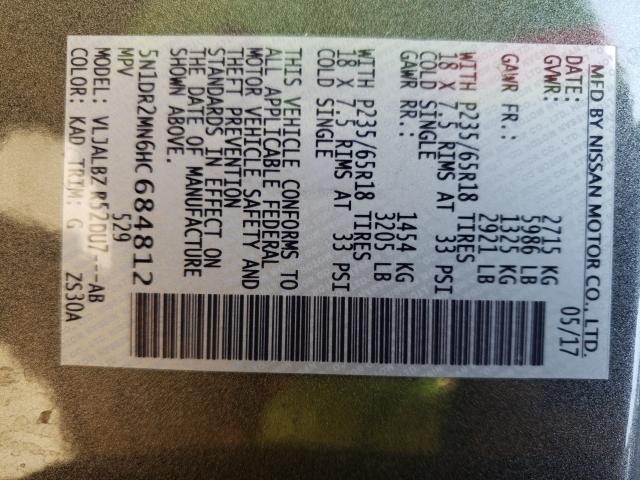 MFD BY NISSAN MOTOR CO., LTD.
DATE: 05/17
GVWR: 2715 KG
5986 LB
GAWR FR.: 1325 KG
2921 LB
WITH P235/65R18 TIRES
18 X 7.5 RIMS AT 33 PSI
COLD SINGLE
GAWR RR.: 1454 KG
3205 LB
WITH P235/65R18 TIRES
18 X 7.5 RIMS AT 33 PSI
COLD SINGLE
THIS VEHICLE CONFORMS TO
ALL APPLICABLE FEDERAL
MOTOR VEHICLE SAFETY AND
THEFT PREVENTION
STANDARDS IN EFFECT ON
THE DATE OF MANUFACTURE
SHOWN ABOVE.
5N1DR2MN6HC684812
MPV 529
MODEL: VLJALBZ R52DU7---AB
COLOR: KAD TRIM: G ZS30A